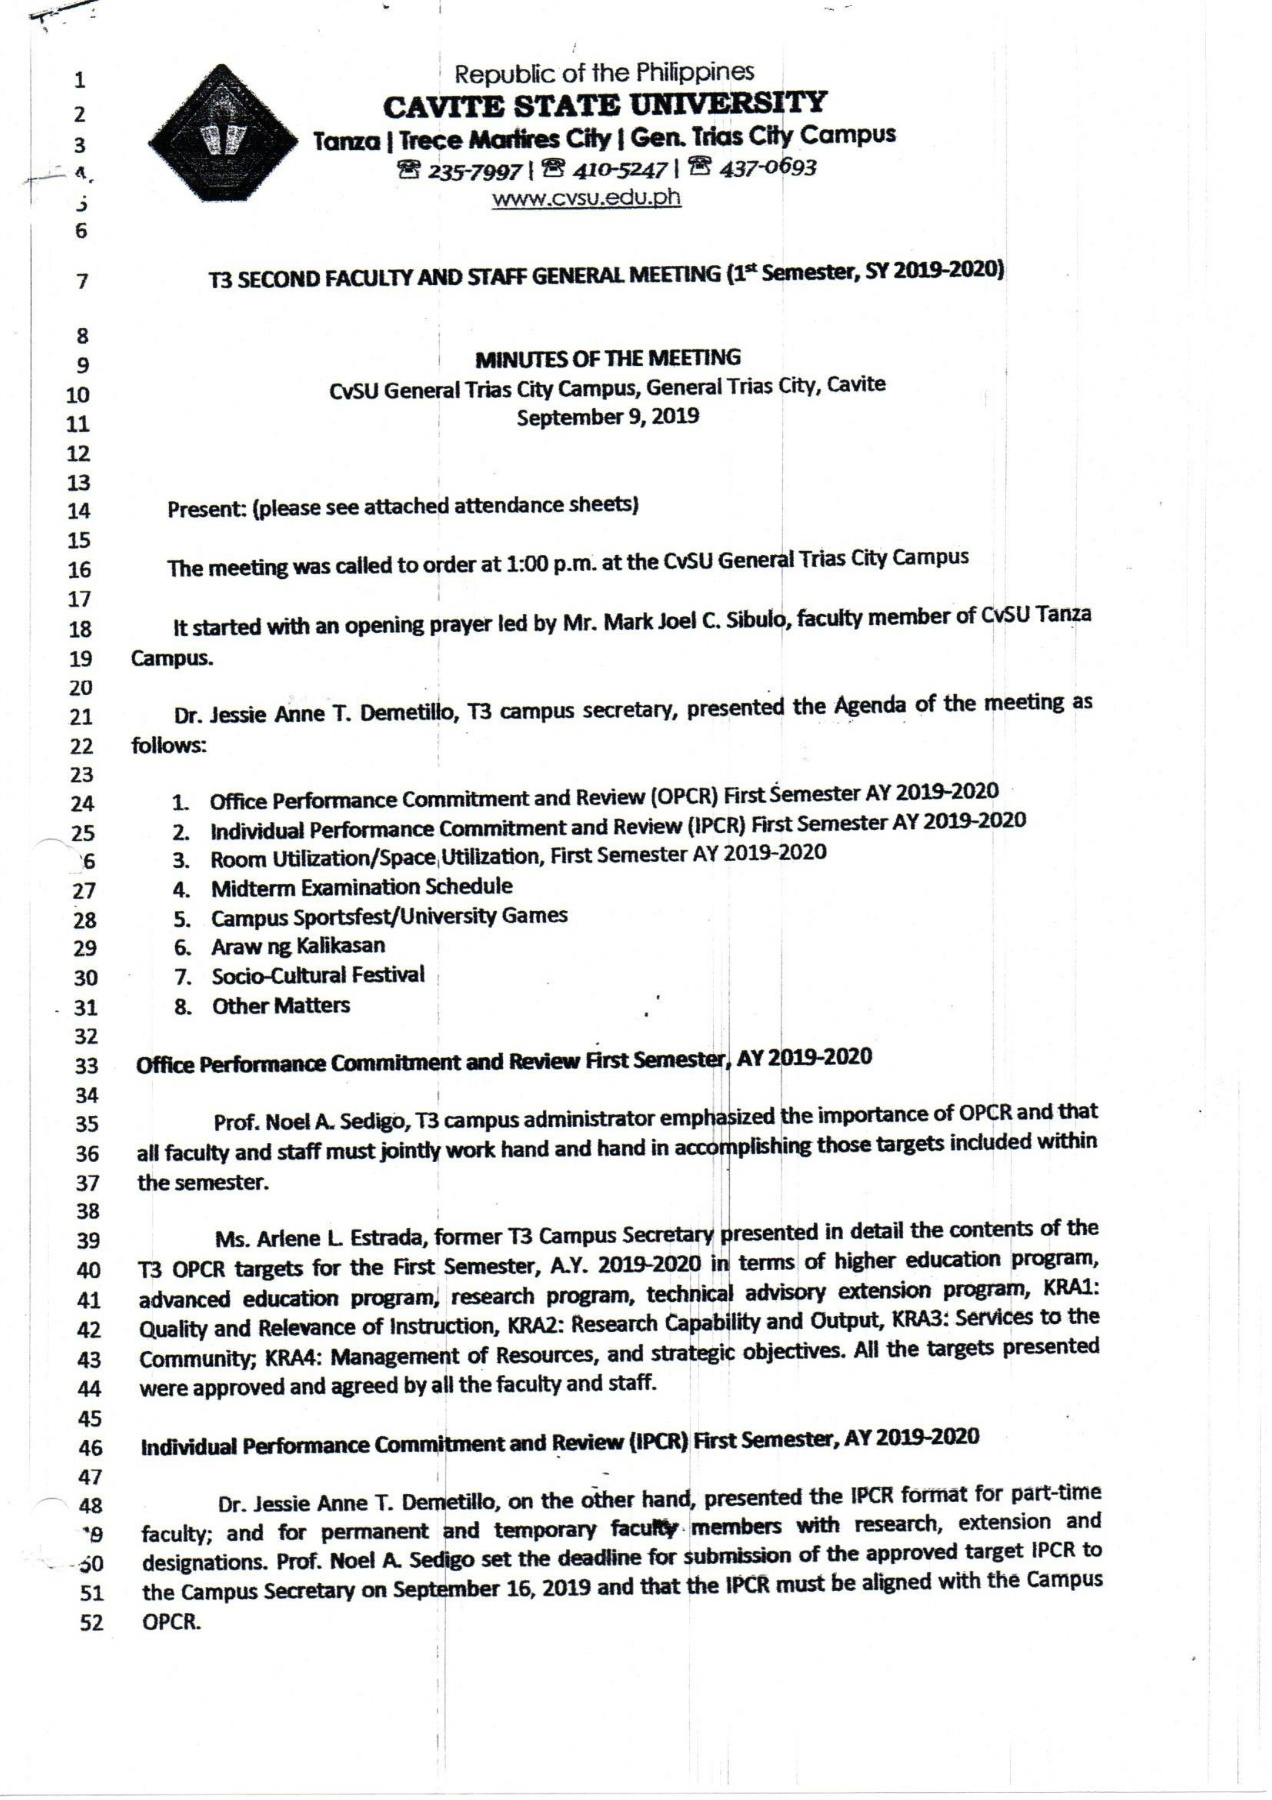 1 Republic of the Philippines
2 CAVITE STATE UNIVERSITY
3 Tanza | Trece Martires City | Gen. Trias City Campus
4 ☎ 235-7997 | ☎ 410-5247 | ☎ 437-0693
5 www.cvsu.edu.ph
6
7 T3 SECOND FACULTY AND STAFF GENERAL MEETING (1st Semester, SY 2019-2020)
8
9 MINUTES OF THE MEETING
10 CvSU General Trias City Campus, General Trias City, Cavite
11 September 9, 2019
12
13
14 Present: (please see attached attendance sheets)
15
16 The meeting was called to order at 1:00 p.m. at the CvSU General Trias City Campus
17
18 It started with an opening prayer led by Mr. Mark Joel C. Sibulo, faculty member of CvSU Tanza
19 Campus.
20
21 Dr. Jessie Anne T. Demetillo, T3 campus secretary, presented the Agenda of the meeting as
22 follows:
23
24 1. Office Performance Commitment and Review (OPCR) First Semester AY 2019-2020
25 2. Individual Performance Commitment and Review (IPCR) First Semester AY 2019-2020
6 3. Room Utilization/Space Utilization, First Semester AY 2019-2020
27 4. Midterm Examination Schedule
28 5. Campus Sportsfest/University Games
29 6. Araw ng Kalikasan
30 7. Socio-Cultural Festival
31 8. Other Matters
32
33 Office Performance Commitment and Review First Semester, AY 2019-2020
34
35 Prof. Noel A. Sedigo, T3 campus administrator emphasized the importance of OPCR and that
36 all faculty and staff must jointly work hand and hand in accomplishing those targets included within
37 the semester.
38
39 Ms. Arlene L. Estrada, former T3 Campus Secretary presented in detail the contents of the
40 T3 OPCR targets for the First Semester, A.Y. 2019-2020 in terms of higher education program,
41 advanced education program, research program, technical advisory extension program, KRA1:
42 Quality and Relevance of Instruction, KRA2: Research Capability and Output, KRA3: Services to the
43 Community; KRA4: Management of Resources, and strategic objectives. All the targets presented
44 were approved and agreed by all the faculty and staff.
45
46 Individual Performance Commitment and Review (IPCR) First Semester, AY 2019-2020
47
48 Dr. Jessie Anne T. Demetillo, on the other hand, presented the IPCR format for part-time
9 faculty; and for permanent and temporary faculty members with research, extension and
50 designations. Prof. Noel A. Sedigo set the deadline for submission of the approved target IPCR to
51 the Campus Secretary on September 16, 2019 and that the IPCR must be aligned with the Campus
52 OPCR.